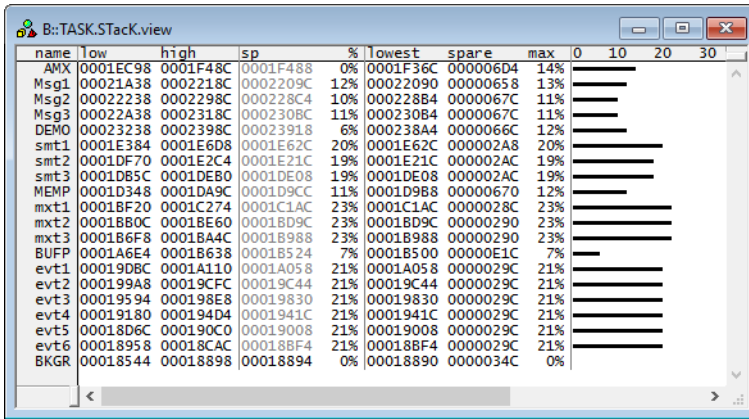 B::TASK.STacK.view
name low high sp % lowest spare max 0 10 20 30
AMX 0001EC98 0001F48C 0001F488 0% 0001F36C 000006D4 14%
Msg1 00021A38 0002218C 0002209C 12% 00022090 00000658 13%
Msg2 00022238 0002298C 000228C4 10% 000228B4 0000067C 11%
Msg3 00022A38 0002318C 000230BC 11% 000230B4 0000067C 11%
DEMO 00023238 0002398C 00023918 6% 000238A4 0000066C 12%
smt1 0001E384 0001E6D8 0001E62C 20% 0001E62C 000002A8 20%
smt2 0001DF70 0001E2C4 0001E21C 19% 0001E21C 000002AC 19%
smt3 0001DB5C 0001DEB0 0001DE08 19% 0001DE08 000002AC 19%
MEMP 0001D348 0001DA9C 0001D9CC 11% 0001D9B8 00000670 12%
mxt1 0001BF20 0001C274 0001C1AC 23% 0001C1AC 0000028C 23%
mxt2 0001BB0C 0001BE60 0001BD9C 23% 0001BD9C 00000290 23%
mxt3 0001B6F8 0001BA4C 0001B988 23% 0001B988 00000290 23%
BUFP 0001A6E4 0001B638 0001B524 7% 0001B500 00000E1C 7%
evt1 00019DBC 0001A110 0001A058 21% 0001A058 0000029C 21%
evt2 000199A8 00019CFC 00019C44 21% 00019C44 0000029C 21%
evt3 00019594 000198E8 00019830 21% 00019830 0000029C 21%
evt4 00019180 000194D4 0001941C 21% 0001941C 0000029C 21%
evt5 00018D6C 000190C0 00019008 21% 00019008 0000029C 21%
evt6 00018958 00018CAC 00018BF4 21% 00018BF4 0000029C 21%
BKGR 00018544 00018898 00018894 0% 00018890 0000034C 0%